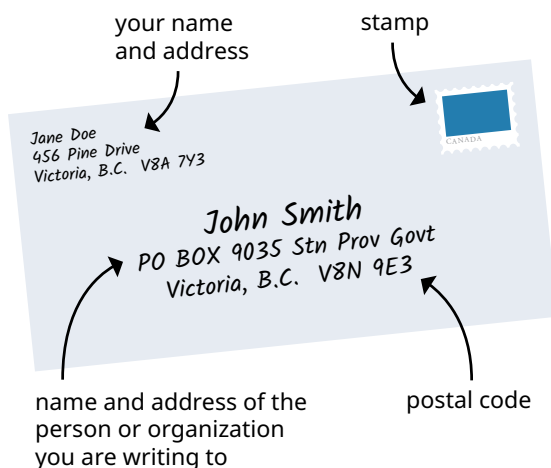 your name
and address
stamp
Jane Doe
456 Pine Drive
Victoria, B.C. V8A 7Y3
CANADA
John Smith
PO BOX 9035 Stn Prov Govt
Victoria, B.C. V8N 9E3
name and address of the
person or organization
you are writing to
postal code